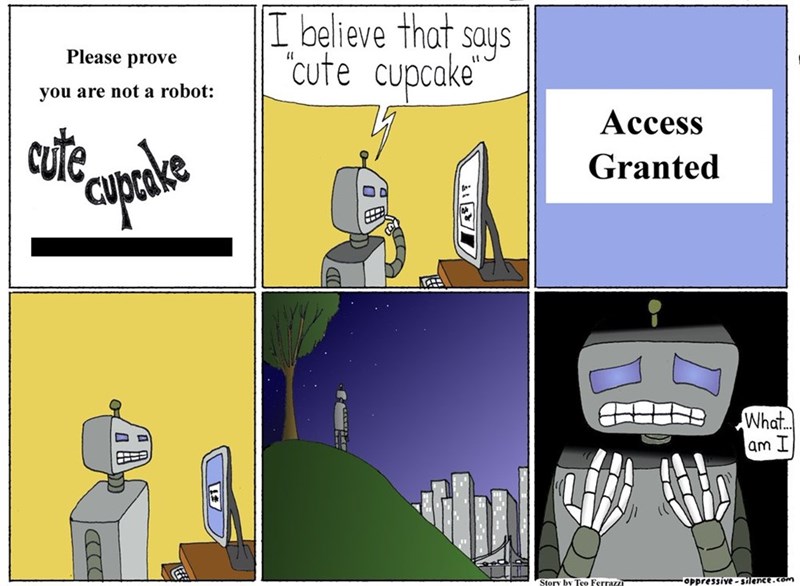 Please prove
you are not a robot:
cute
cupcake
I believe that says
"cute cupcake"
Access
Granted
What...
am I
Story by Teo Ferrazzi
oppressive-silence.com